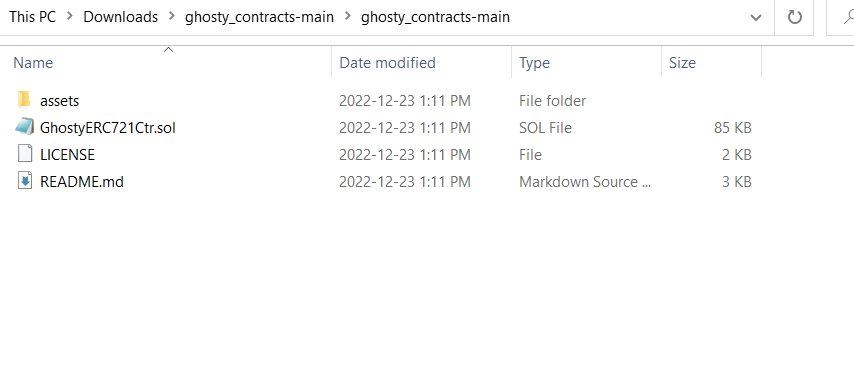 This PC > Downloads > ghosty_contracts-main > ghosty_contracts-main
Name Date modified Type Size
assets 2022-12-23 1:11 PM File folder
GhostyERC721Ctr.sol 2022-12-23 1:11 PM SOL File 85 KB
LICENSE 2022-12-23 1:11 PM File 2 KB
README.md 2022-12-23 1:11 PM Markdown Source ... 3 KB